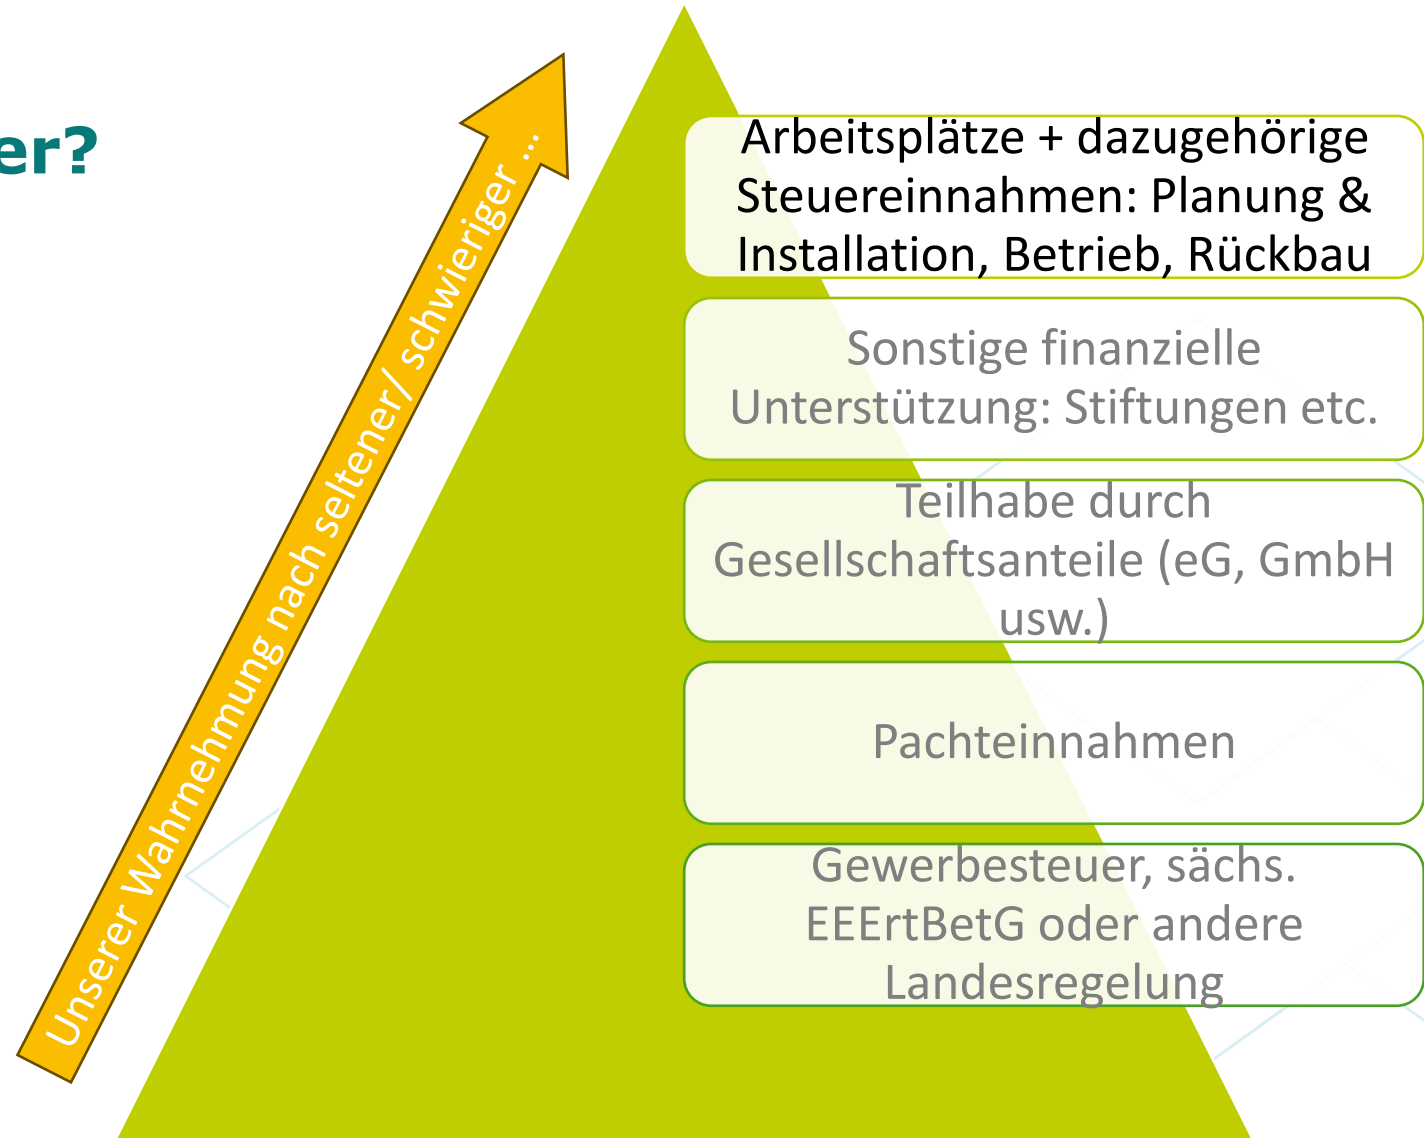 er?
Unserer Wahrnehmung nach seltener/ schwieriger ...
Arbeitsplätze + dazugehörige
Steuereinnahmen: Planung &
Installation, Betrieb, Rückbau
Sonstige finanzielle
Unterstützung: Stiftungen etc.
Teilhabe durch
Gesellschaftsanteile (eG, GmbH
usw.)
Pachteinnahmen
Gewerbesteuer, sächs.
EEErtBetG oder andere
Landesregelung